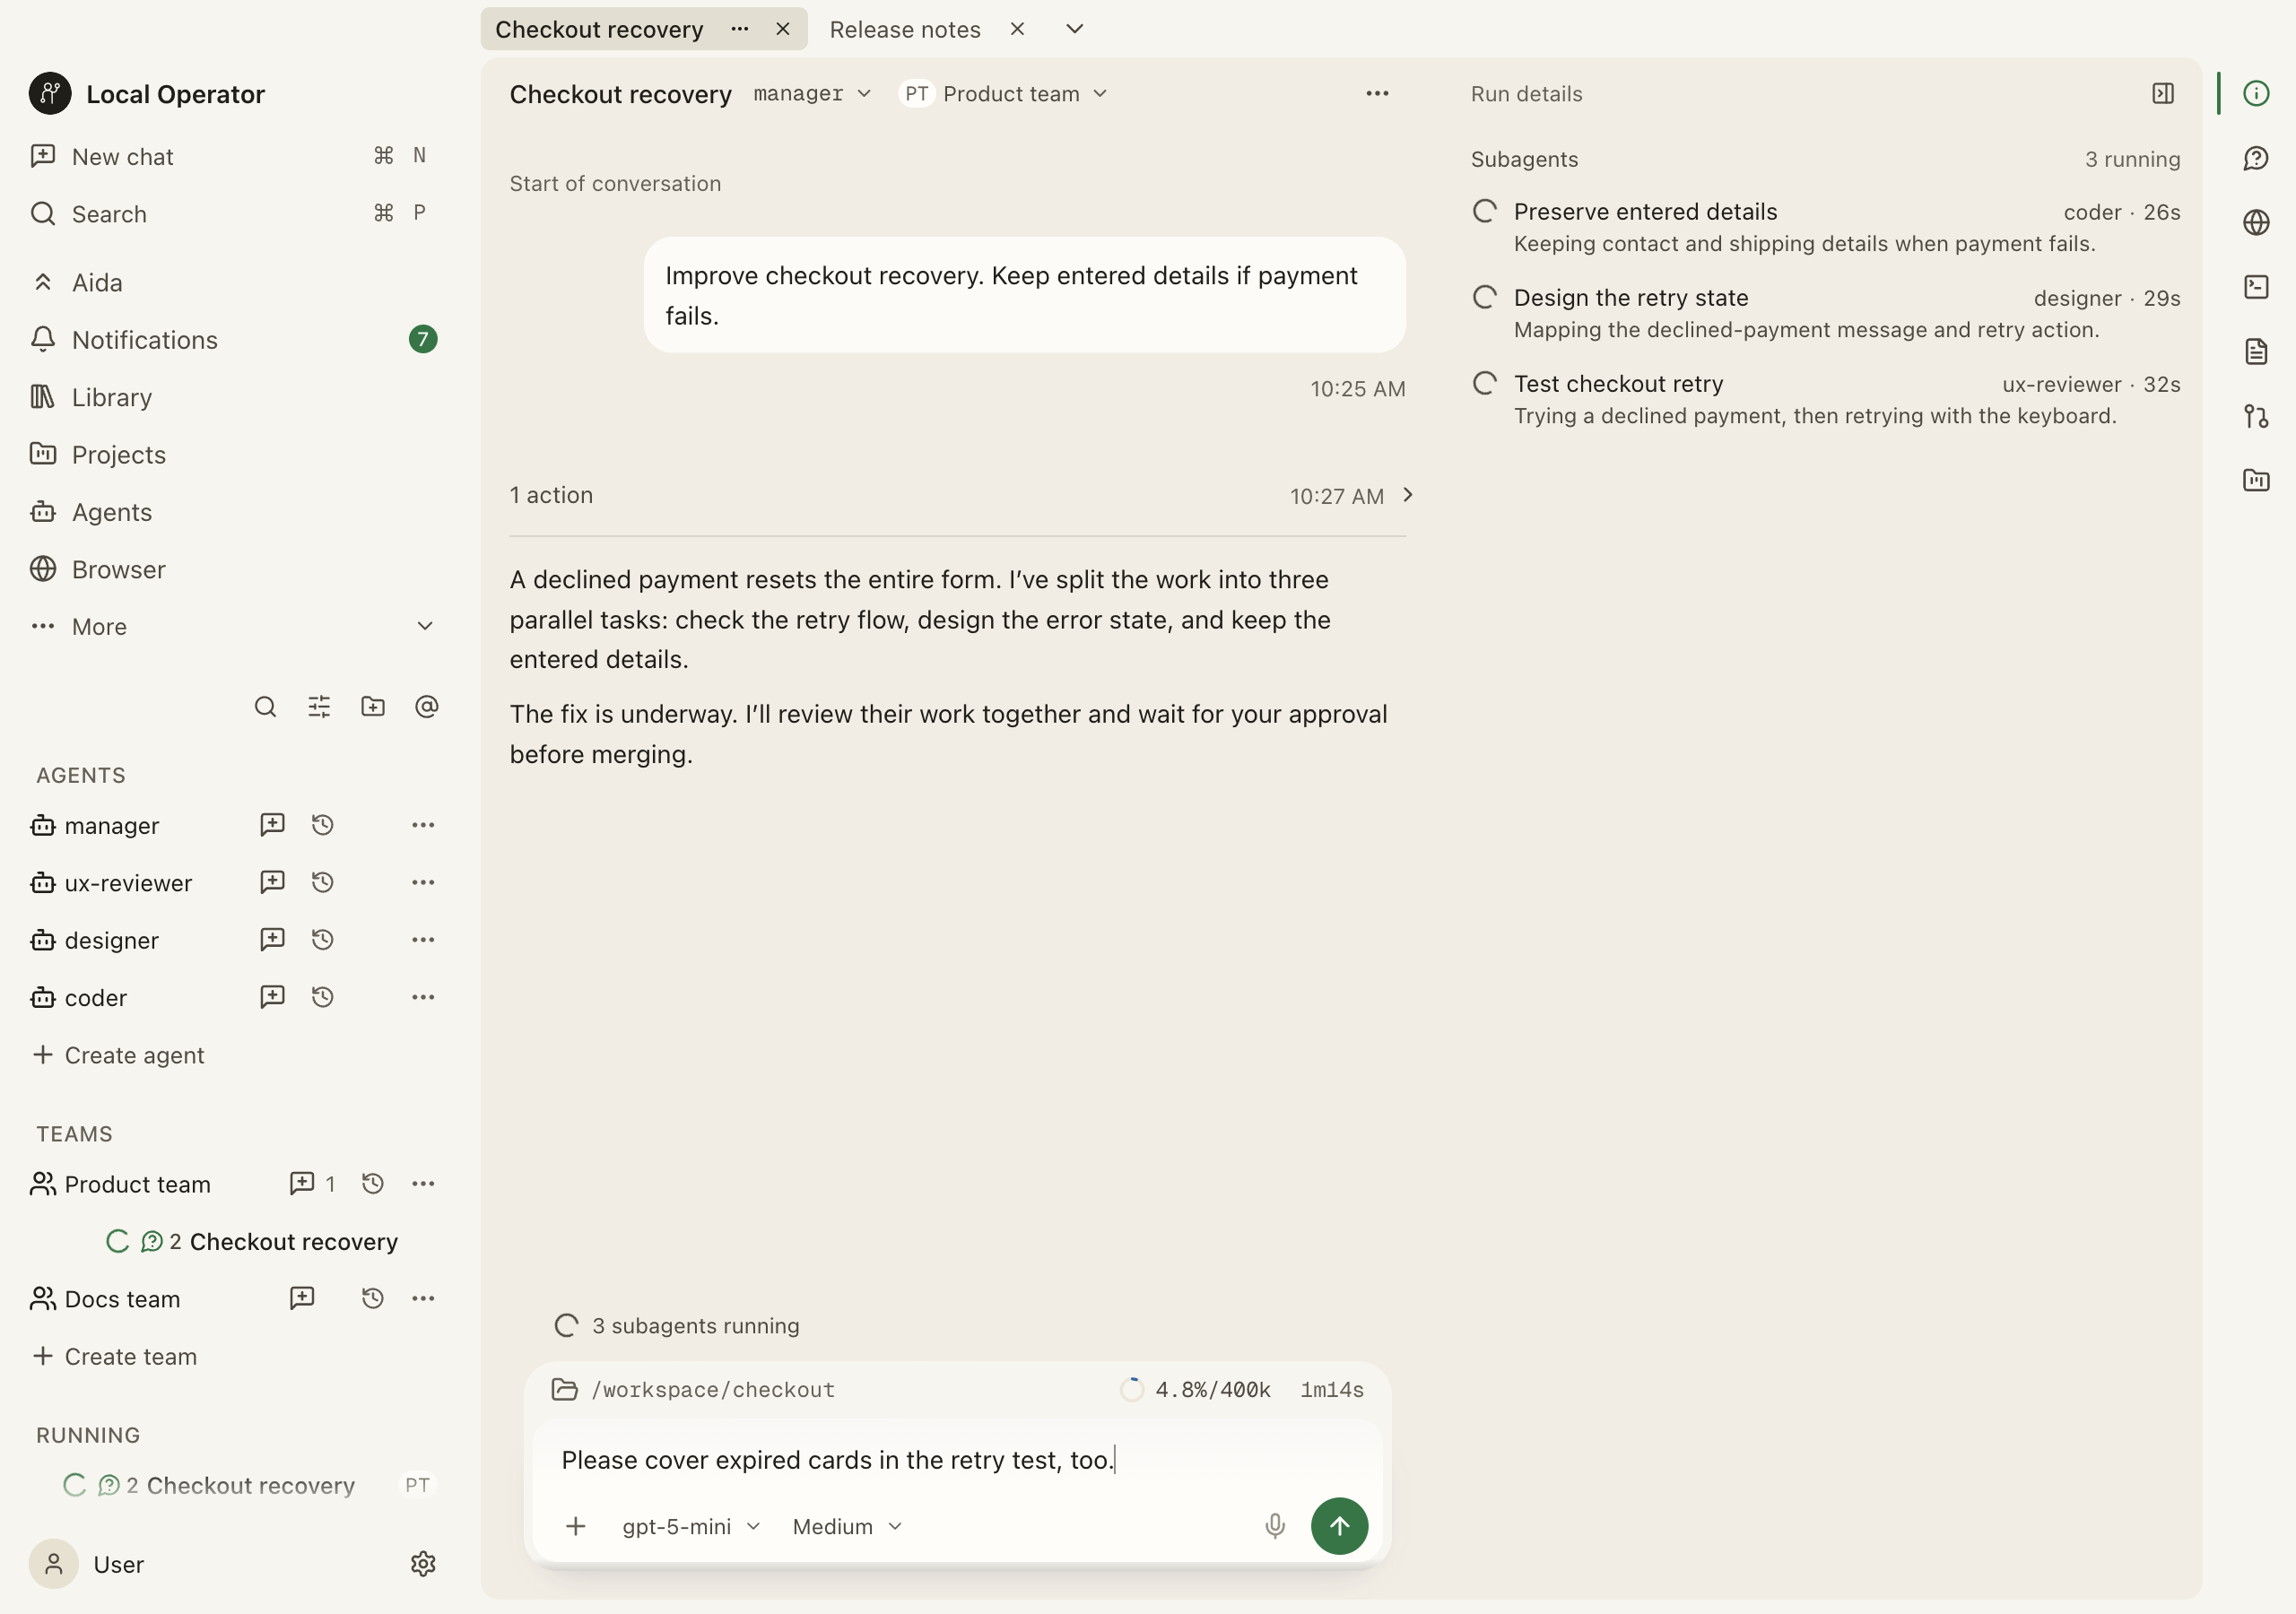 Checkout recovery
Release notes
Local Operator
New chat ⌘ N
Search ⌘ P
Aida
Notifications 7
Library
Projects
Agents
Browser
More
AGENTS
manager
ux-reviewer
designer
coder
Create agent
TEAMS
Product team 1
2 Checkout recovery
Docs team
Create team
RUNNING
2 Checkout recovery PT
User
Checkout recovery manager PT Product team
Start of conversation
Improve checkout recovery. Keep entered details if payment
fails.
10:25 AM
1 action 10:27 AM
A declined payment resets the entire form. I’ve split the work into three
parallel tasks: check the retry flow, design the error state, and keep the
entered details.
The fix is underway. I’ll review their work together and wait for your approval
before merging.
3 subagents running
/workspace/checkout 4.8%/400k 1m14s
Please cover expired cards in the retry test, too.
gpt-5-mini Medium
Run details
Subagents 3 running
Preserve entered details coder · 26s
Keeping contact and shipping details when payment fails.
Design the retry state designer · 29s
Mapping the declined-payment message and retry action.
Test checkout retry ux-reviewer · 32s
Trying a declined payment, then retrying with the keyboard.